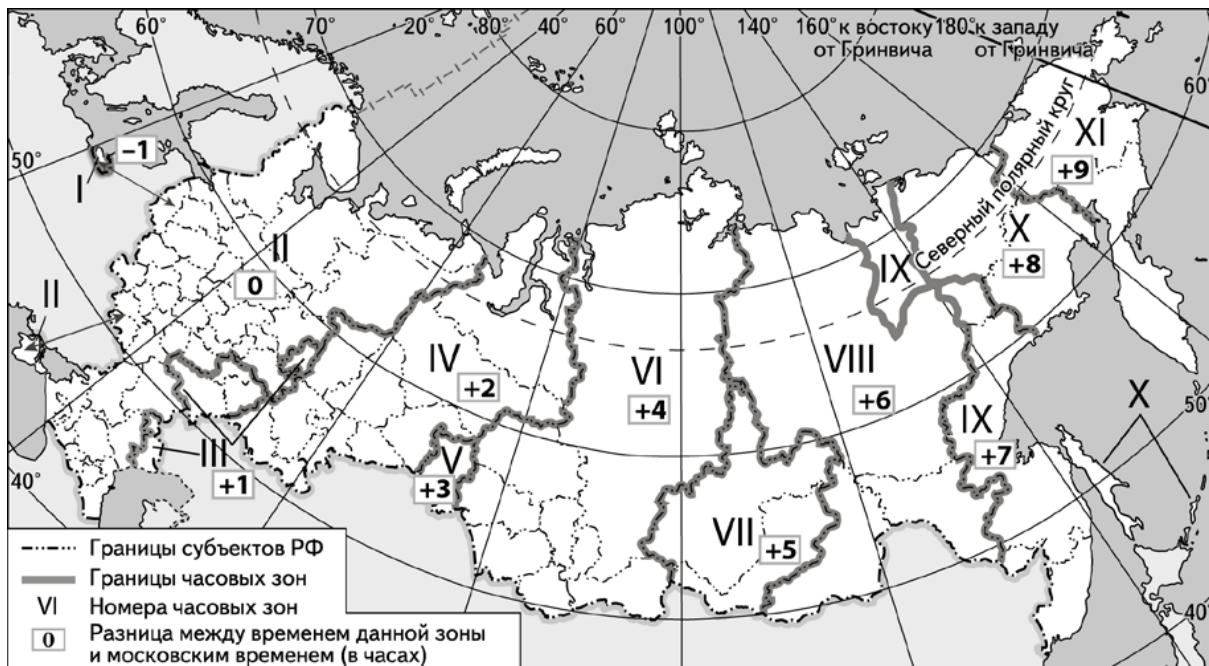 60°
70°
20°
80°
40°
60°
100°
140°
160° к востоку
от Гринвича
180° к западу
от Гринвича
60°
50°
–1
I
Северный полярный круг
XI
+9
II
0
IX
X
+8
II
IV
+2
VI
+4
VIII
+6
X
50°
IX
+7
40°
III
+1
V
+3
VII
+5
40°
Границы субъектов РФ
Границы часовых зон
VI Номера часовых зон
0 Разница между временем данной зоны
и московским временем (в часах)